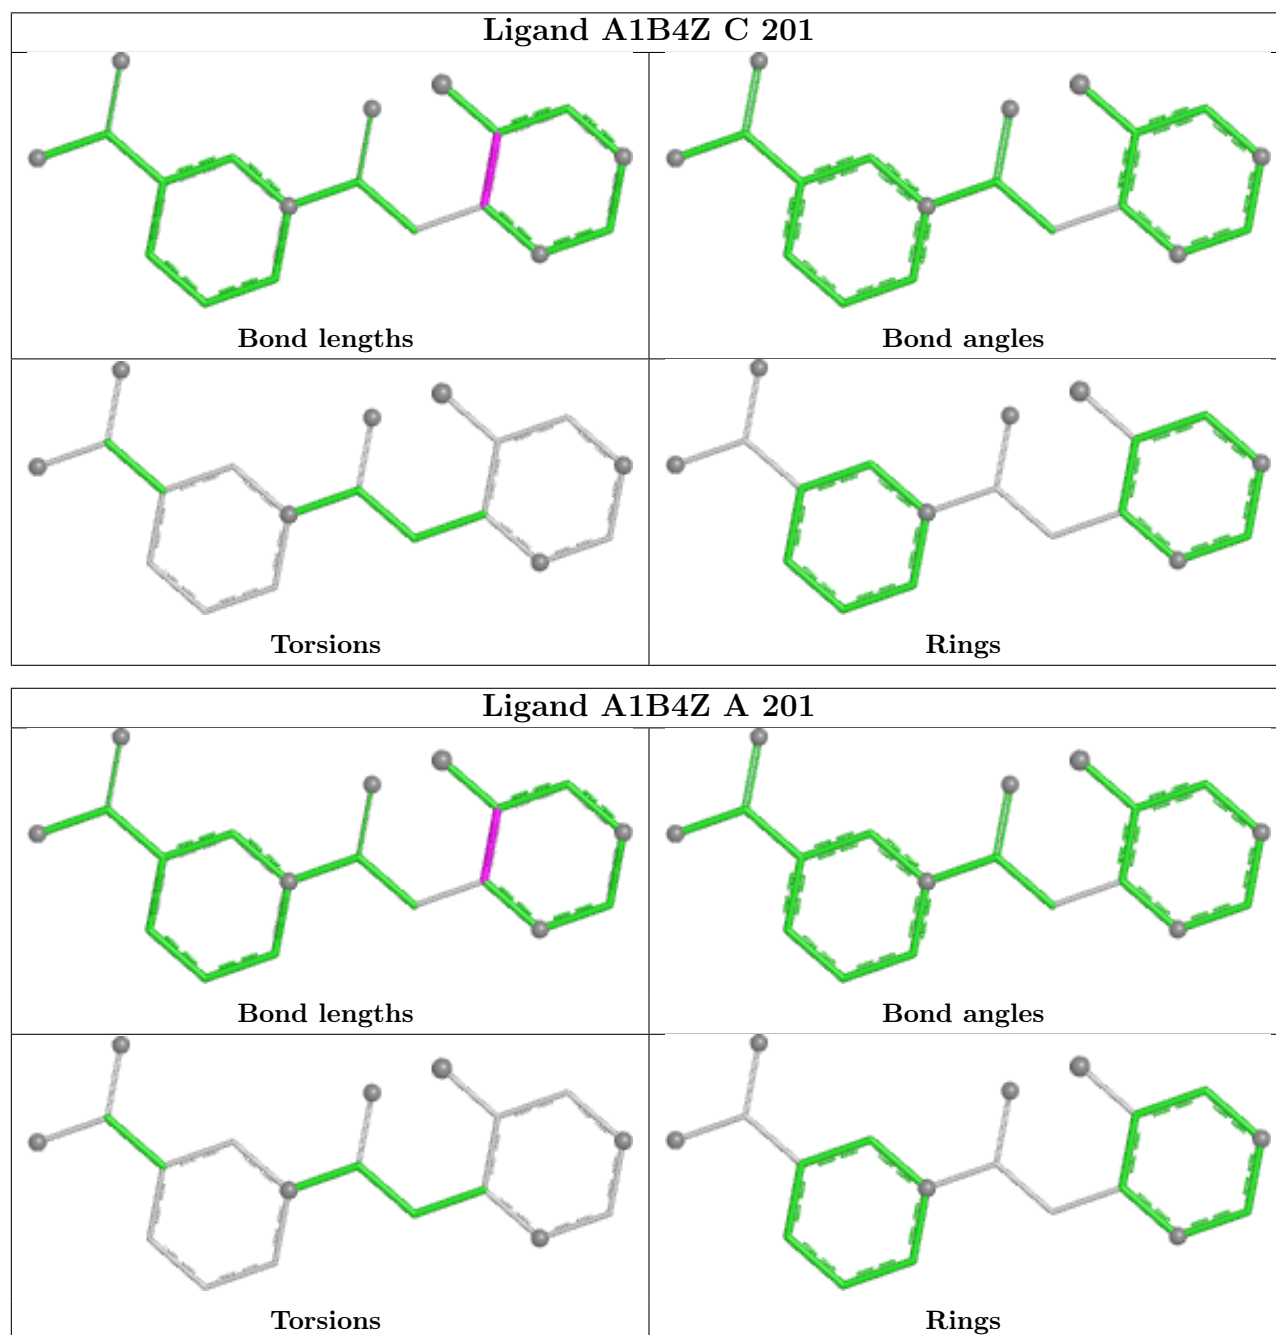 Ligand A1B4Z C 201
Bond lengths
Bond angles
Torsions
Rings
Ligand A1B4Z A 201
Bond lengths
Bond angles
Torsions
Rings